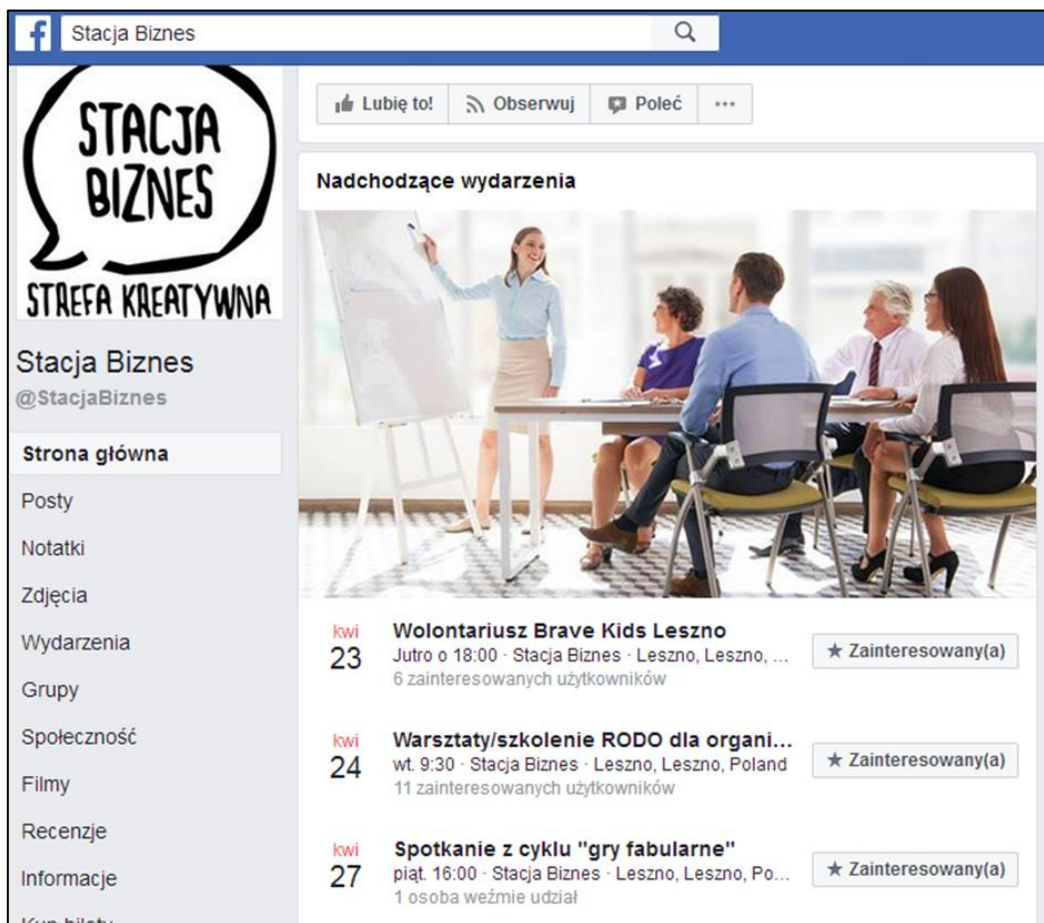 Stacja Biznes
STACJA
BIZNES
STREFA KREATYWNA
Stacja Biznes
@StacjaBiznes
Strona główna
Posty
Notatki
Zdjęcia
Wydarzenia
Grupy
Społeczność
Filmy
Recenzje
Informacje
Kup bilety
Lubię to!
Obserwuj
Poleć
...
Nadchodzące wydarzenia
kwi
23
Wolontariusz Brave Kids Leszno
Jutro o 18:00 · Stacja Biznes · Leszno, Leszno, ...
6 zainteresowanych użytkowników
★ Zainteresowany(a)
kwi
24
Warsztaty/szkolenie RODO dla organi...
wt. 9:30 · Stacja Biznes · Leszno, Leszno, Poland
11 zainteresowanych użytkowników
★ Zainteresowany(a)
kwi
27
Spotkanie z cyklu "gry fabularne"
piąt. 16:00 · Stacja Biznes · Leszno, Leszno, Po...
1 osoba weźmie udział
★ Zainteresowany(a)